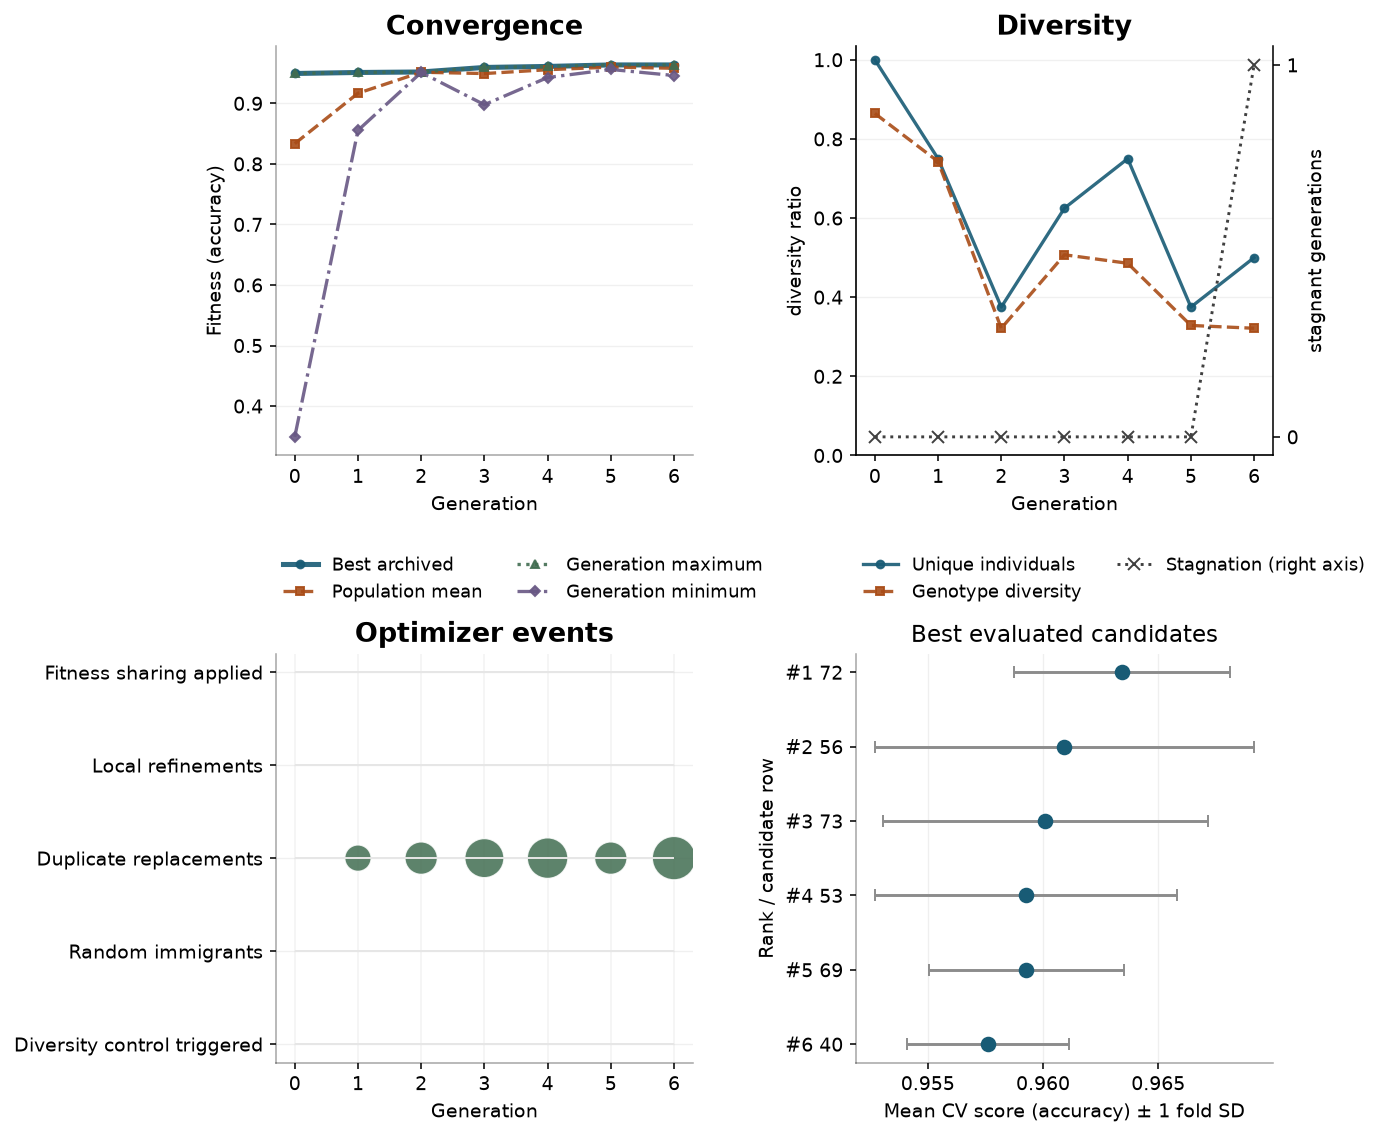 Convergence
Fitness (accuracy)
0.9
0.8
0.7
0.6
0.5
0.4
0 1 2 3 4 5 6
Generation
Best archived
Population mean
Generation maximum
Generation minimum
Diversity
diversity ratio
1.0
0.8
0.6
0.4
0.2
0.0
1
0
stagnant generations
0 1 2 3 4 5 6
Generation
Unique individuals
Genotype diversity
Stagnation (right axis)
Optimizer events
Fitness sharing applied
Local refinements
Duplicate replacements
Random immigrants
Diversity control triggered
0 1 2 3 4 5 6
Generation
Best evaluated candidates
Rank / candidate row
#1 72
#2 56
#3 73
#4 53
#5 69
#6 40
0.955 0.960 0.965
Mean CV score (accuracy) ± 1 fold SD